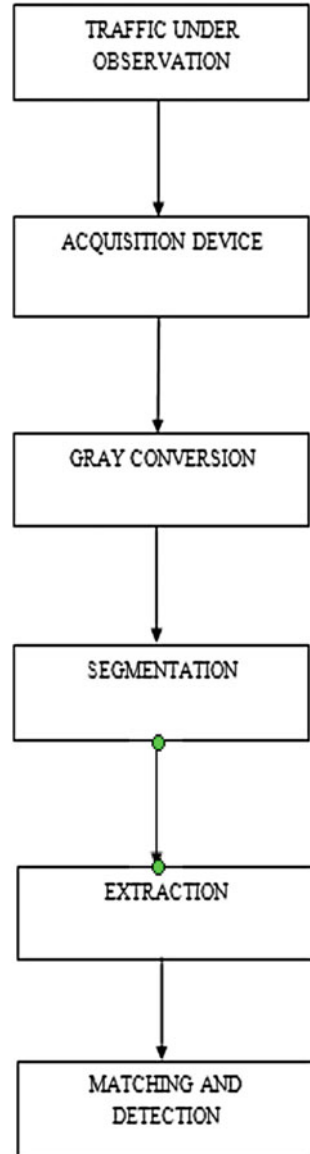 TRAFFIC UNDER
OBSERVATION
ACQUISITION DEVICE
GRAY CONVERSION
SEGMENTATION
EXTRACTION
MATCHING AND
DETECTION